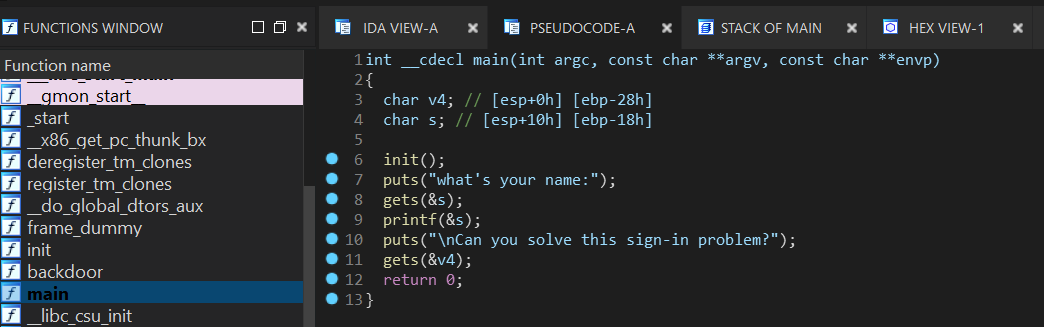 FUNCTIONS WINDOW
IDA VIEW-A
PSEUDOCODE-A
STACK OF MAIN
HEX VIEW-1
Function name
__gmon_start__
_start
__x86_get_pc_thunk_bx
deregister_tm_clones
register_tm_clones
__do_global_dtors_aux
frame_dummy
init
backdoor
main
__libc_csu_init
1 int __cdecl main(int argc, const char **argv, const char **envp)
2 {
3 char v4; // [esp+0h] [ebp-28h]
4 char s; // [esp+10h] [ebp-18h]
5
6 init();
7 puts("what's your name:");
8 gets(&s);
9 printf(&s);
10 puts("\nCan you solve this sign-in problem?");
11 gets(&v4);
12 return 0;
13 }